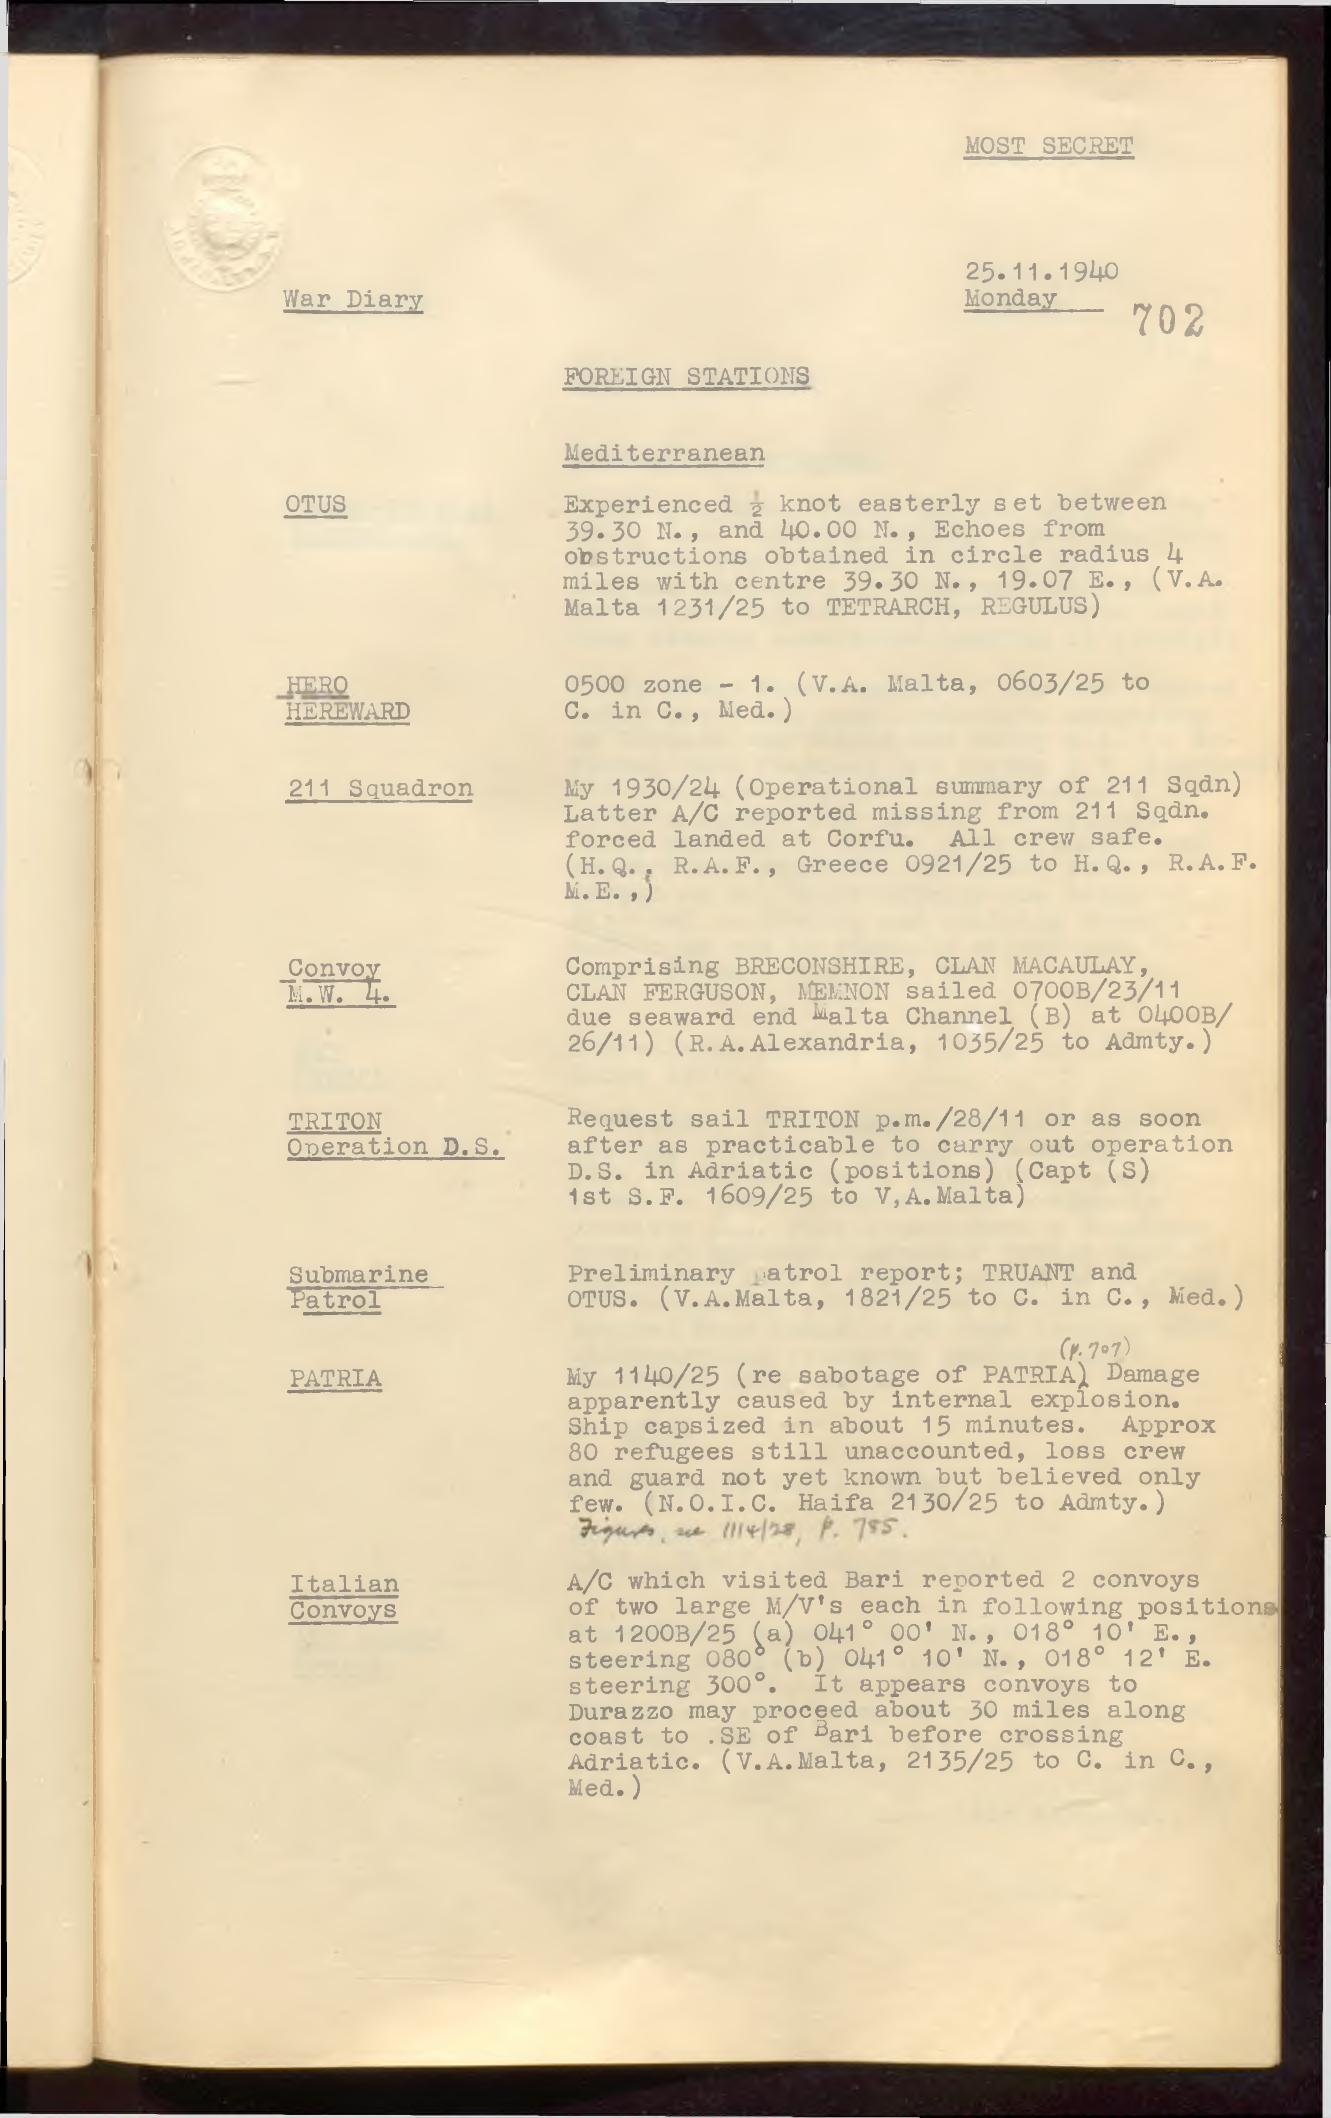 MOST SECRET
25.11.1940
War Diary
Monday
702
FOREIGN STATIONS
Mediterranean
OTUS
Experienced ½ knot easterly set between
39.30 N., and 40.00 N., Echoes from
obstructions obtained in circle radius 4
miles with centre 39.30 N., 19.07 E., (V.A.
Malta 1231/25 to TETRARCH, REGULUS)
HERO
HEREWARD
0500 zone - 1. (V.A. Malta, 0603/25 to
C. in C., Med.)
211 Squadron
My 1930/24 (Operational summary of 211 Sqdn)
Latter A/C reported missing from 211 Sqdn.
forced landed at Corfu. All crew safe.
(H.Q., R.A.F., Greece 0921/25 to H.Q., R.A.F.
M.E.,)
Convoy
M.W. 4.
Comprising BRECONSHIRE, CLAN MACAULAY,
CLAN FERGUSON, MEMNON sailed 0700B/23/11
due seaward end Malta Channel (B) at 0400B/
26/11) (R.A.Alexandria, 1035/25 to Admty.)
TRITON
Operation D.S.
Request sail TRITON p.m./28/11 or as soon
after as practicable to carry out operation
D.S. in Adriatic (positions) (Capt (S)
1st S.F. 1609/25 to V,A.Malta)
Submarine
Patrol
Preliminary patrol report; TRUANT and
OTUS. (V.A.Malta, 1821/25 to C. in C., Med.)
(p. 707)
PATRIA
My 1140/25 (re sabotage of PATRIA) Damage
apparently caused by internal explosion.
Ship capsized in about 15 minutes. Approx
80 refugees still unaccounted, loss crew
and guard not yet known but believed only
few. (N.O.I.C. Haifa 2130/25 to Admty.)
Figures, see 1114/28, p. 785.
Italian
Convoys
A/C which visited Bari reported 2 convoys
of two large M/V's each in following positions
at 1200B/25 (a) 041° 00' N., 018° 10' E.,
steering 080° (b) 041° 10' N., 018° 12' E.
steering 300°. It appears convoys to
Durazzo may proceed about 30 miles along
coast to .SE of Bari before crossing
Adriatic. (V.A.Malta, 2135/25 to C. in C.,
Med.)